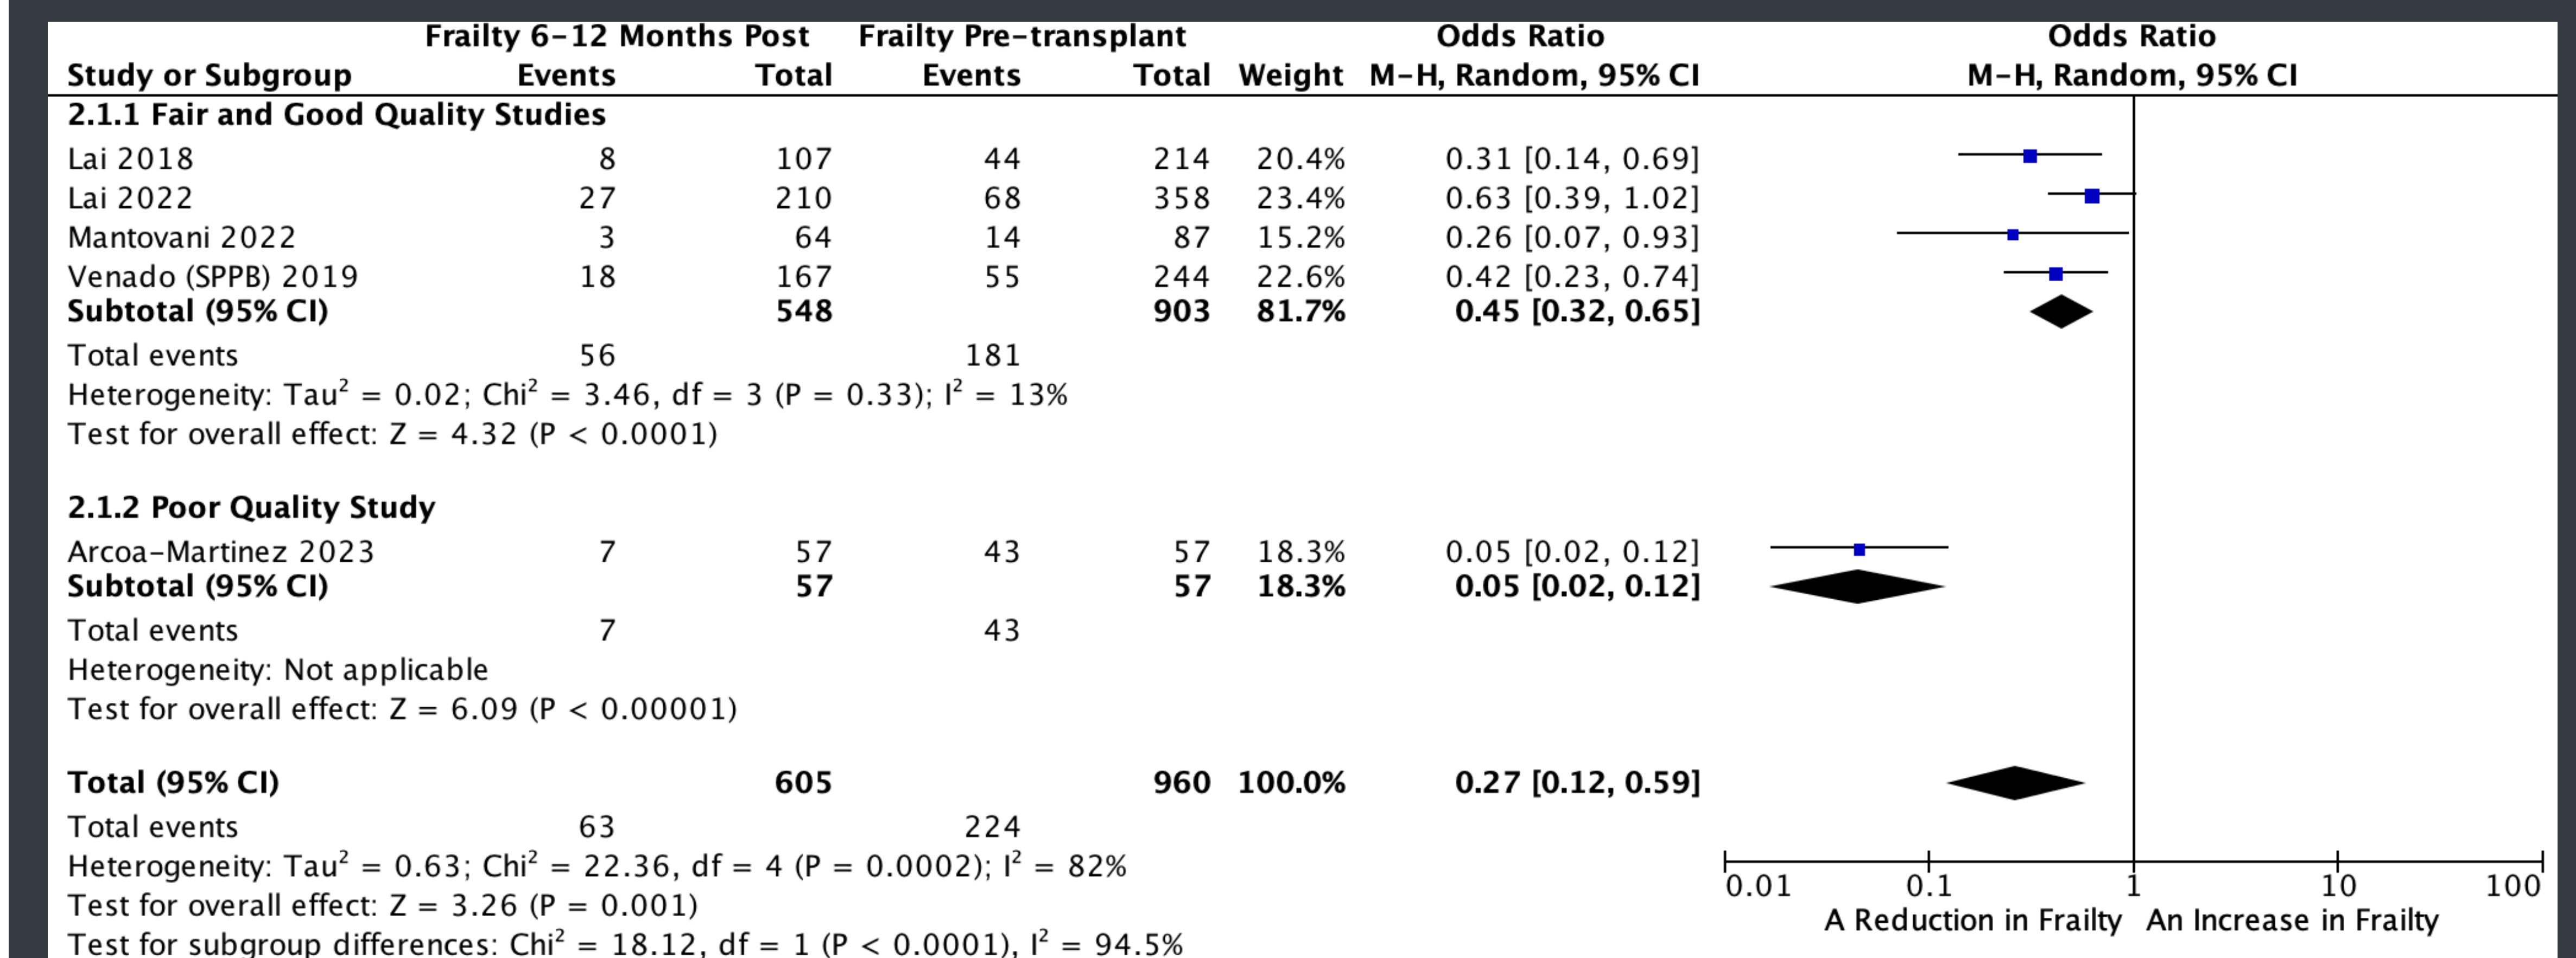 Frailty 6–12 Months Post Frailty Pre-transplant Odds Ratio Odds Ratio
Study or Subgroup Events Total Events Total Weight M–H, Random, 95% CI M–H, Random, 95% CI
2.1.1 Fair and Good Quality Studies
Lai 2018 8 107 44 214 20.4% 0.31 [0.14, 0.69]
Lai 2022 27 210 68 358 23.4% 0.63 [0.39, 1.02]
Mantovani 2022 3 64 14 87 15.2% 0.26 [0.07, 0.93]
Venado (SPPB) 2019 18 167 55 244 22.6% 0.42 [0.23, 0.74]
Subtotal (95% CI) 548 903 81.7% 0.45 [0.32, 0.65]
Total events 56 181
Heterogeneity: Tau² = 0.02; Chi² = 3.46, df = 3 (P = 0.33); I² = 13%
Test for overall effect: Z = 4.32 (P < 0.0001)
2.1.2 Poor Quality Study
Arcoa–Martinez 2023 7 57 43 57 18.3% 0.05 [0.02, 0.12]
Subtotal (95% CI) 57 57 18.3% 0.05 [0.02, 0.12]
Total events 7 43
Heterogeneity: Not applicable
Test for overall effect: Z = 6.09 (P < 0.00001)
Total (95% CI) 605 960 100.0% 0.27 [0.12, 0.59]
Total events 63 224
Heterogeneity: Tau² = 0.63; Chi² = 22.36, df = 4 (P = 0.0002); I² = 82%
Test for overall effect: Z = 3.26 (P = 0.001)
Test for subgroup differences: Chi² = 18.12, df = 1 (P < 0.0001), I² = 94.5%
0.01 0.1 1 10 100
A Reduction in Frailty An Increase in Frailty